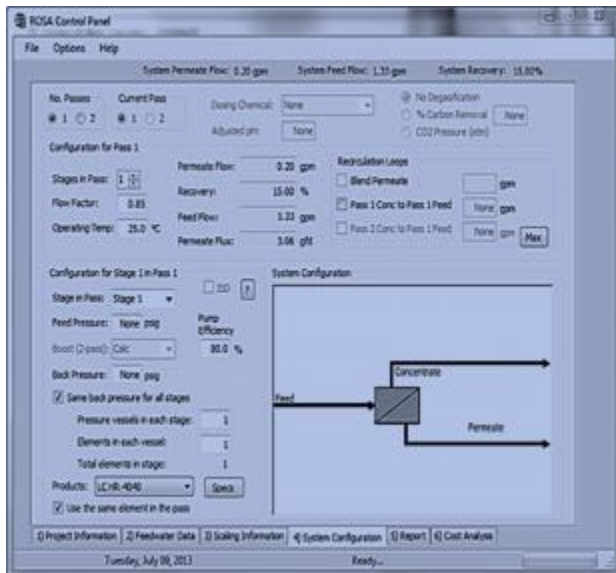 ROSA Control Panel
File Options Help
System Permeate Flow: 0.20 gpm System Feed Flow: 1.33 gpm System Recovery: 15.00%
No. Passes Current Pass
1 2 1 2
Dosing Chemical: None
Adjusted pH: None
No Degasification
% Carbon Removal None
CO2 Pressure (atm)
Configuration for Pass 1
Stages in Pass: 1
Flow Factor: 0.85
Operating Temp: 25.0 ºC
Permeate Flow: 0.20 gpm
Recovery: 15.00 %
Feed Flow: 1.33 gpm
Permeate Flux: 3.06 gfd
Recirculation Loops
Blend Permeate gpm
Pass 1 Conc to Pass 1 Feed None gpm
Pass 2 Conc to Pass 1 Feed None gpm Max
Configuration for Stage 1 in Pass 1
Stage in Pass: Stage 1
ISD ?
Feed Pressure: None psig
Pump Efficiency
Boost (2-pass): Calc 80.0 %
Back Pressure: None psig
Same back pressure for all stages
Pressure vessels in each stage: 1
Elements in each vessel: 1
Total elements in stage: 1
Products: LCHR-4040 Specs
Use the same element in the pass
System Configuration
Feed
Concentrate
Permeate
1) Project Information 2) Feedwater Data 3) Scaling Information 4) System Configuration 5) Report 6) Cost Analysis
Tuesday, July 09, 2013 Ready...